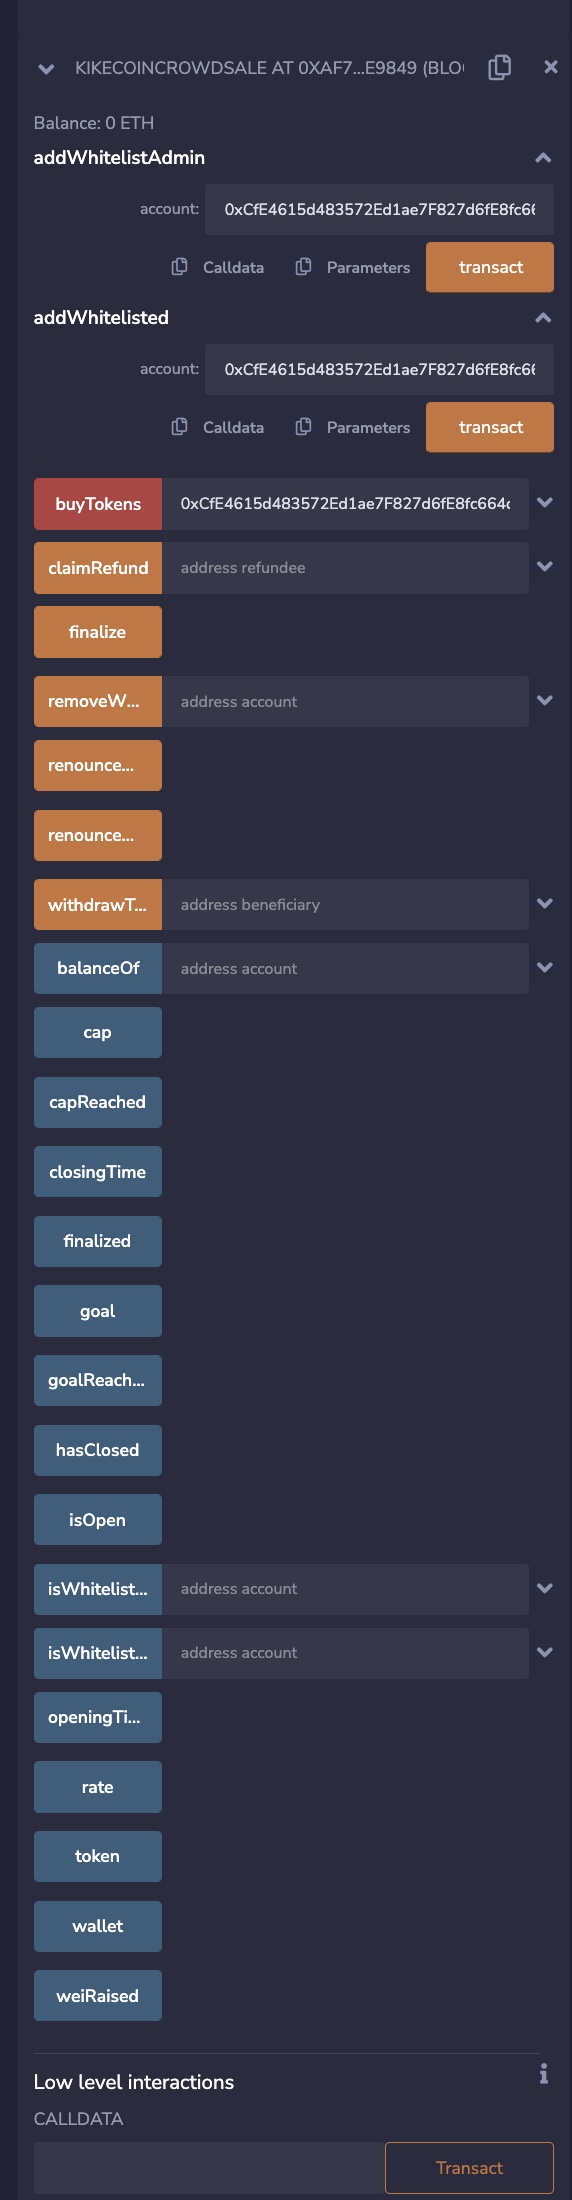 KIKECOINCROWDSALE AT 0XAF7...E9849 (BLO
Balance: 0 ETH
addWhitelistAdmin
account: 0xCfE4615d483572Ed1ae7F827d6fE8fc66
Calldata Parameters transact
addWhitelisted
account: 0xCfE4615d483572Ed1ae7F827d6fE8fc66
Calldata Parameters transact
buyTokens 0xCfE4615d483572Ed1ae7F827d6fE8fc664
claimRefund address refundee
finalize
removeW... address account
renounce...
renounce...
withdrawT... address beneficiary
balanceOf address account
cap
capReached
closingTime
finalized
goal
goalReach...
hasClosed
isOpen
isWhitelist... address account
isWhitelist... address account
openingTi...
rate
token
wallet
weiRaised
Low level interactions
CALLDATA
Transact